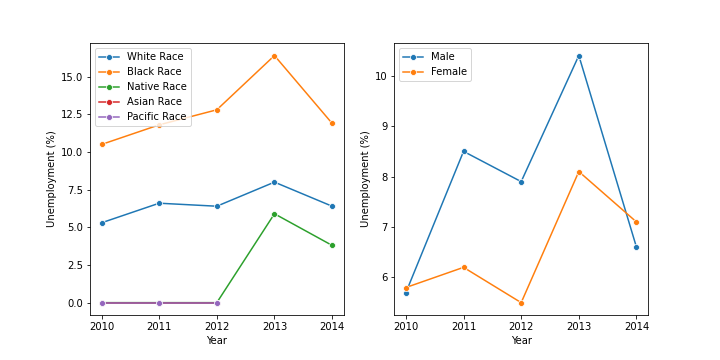 White Race
Black Race
Native Race
Asian Race
Pacific Race
Unemployment (%)
15.0
12.5
10.0
7.5
5.0
2.5
0.0
2010 2011 2012 2013 2014
Year
Male
Female
Unemployment (%)
10
9
8
7
6
2010 2011 2012 2013 2014
Year